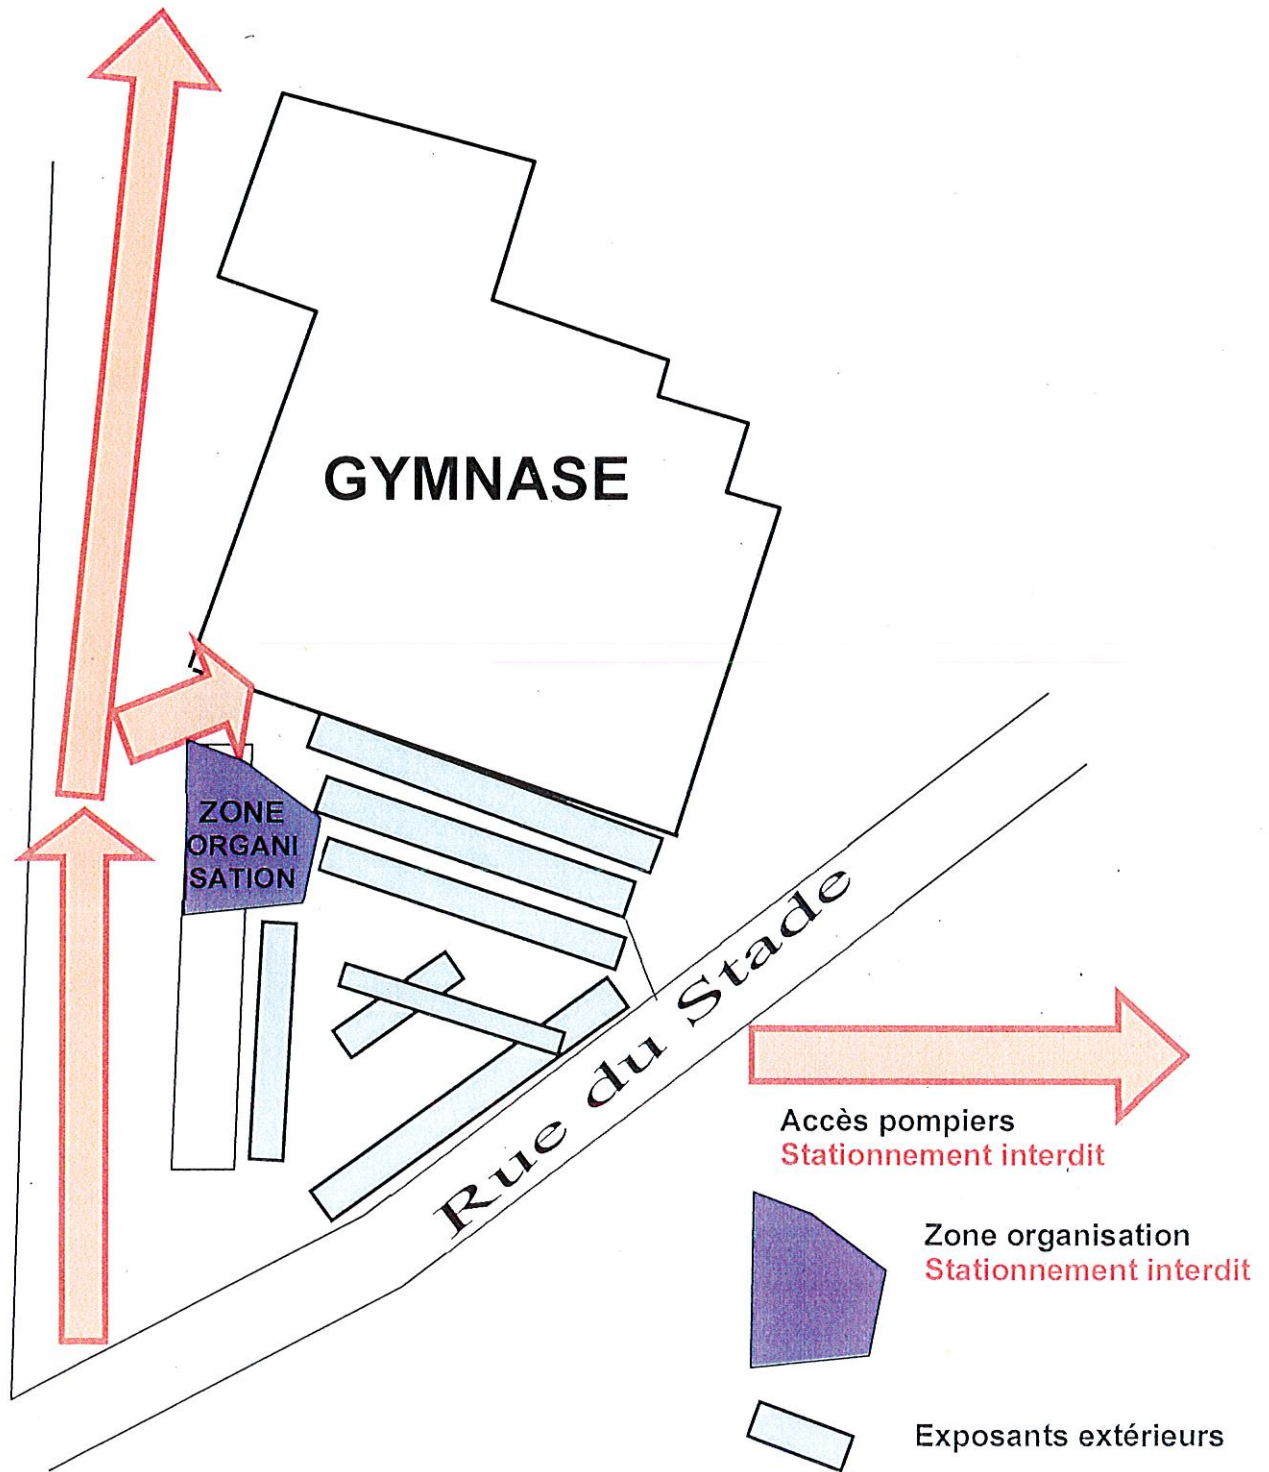 GYMNASE
ZONE
ORGANI
SATION
Rue du Stade
Accès pompiers
Stationnement interdit
Zone organisation
Stationnement interdit
Exposants extérieurs